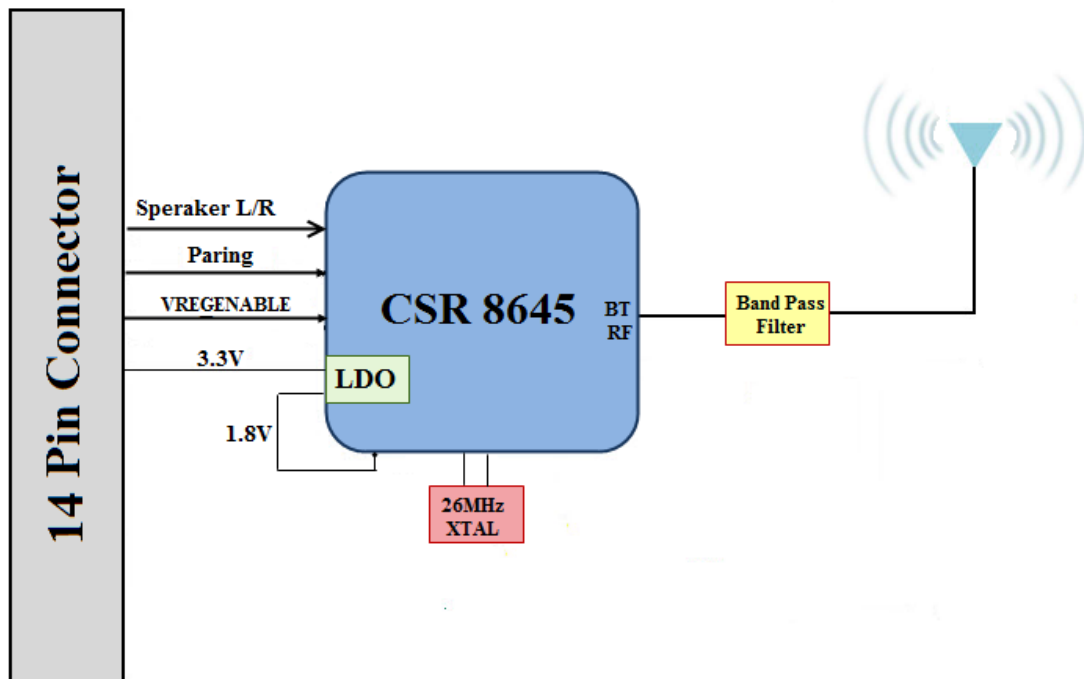 14 Pin Connector
Speraker L/R
Paring
VREGENABLE
3.3V
LDO
1.8V
CSR 8645
BT
RF
26MHz
XTAL
Band Pass
Filter